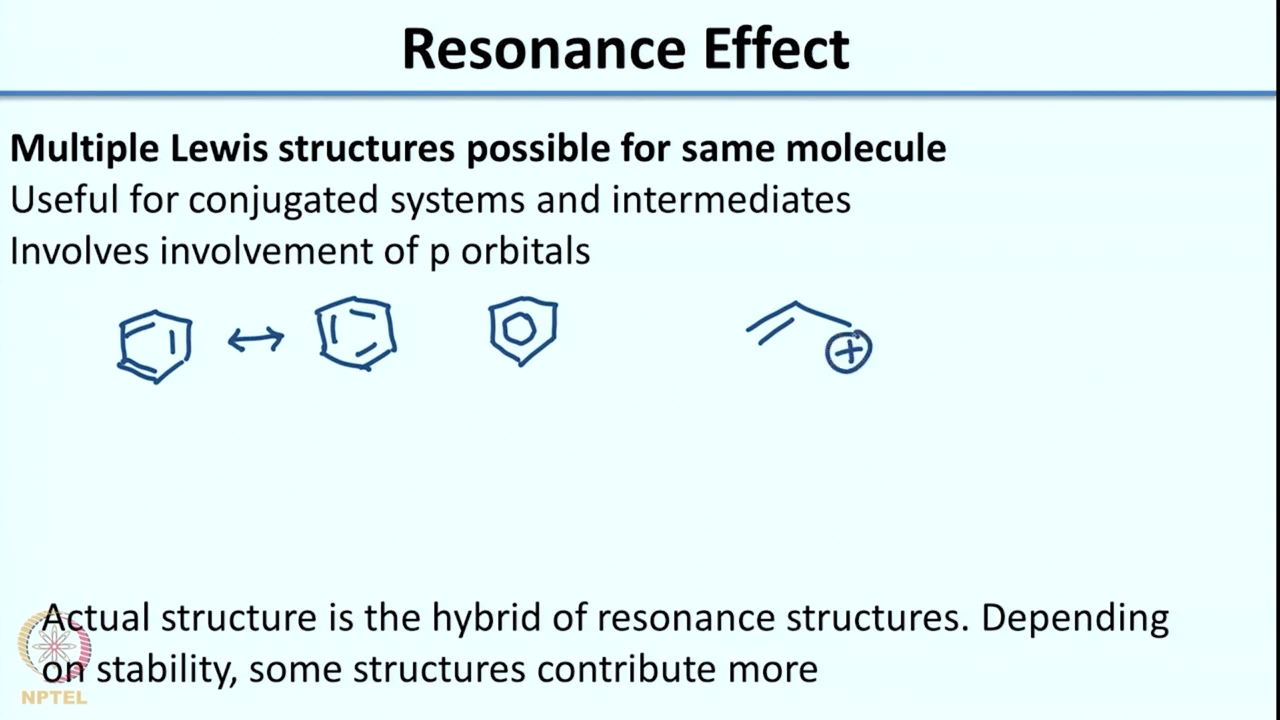 Resonance Effect
Multiple Lewis structures possible for same molecule
Useful for conjugated systems and intermediates
Involves involvement of p orbitals
+
Actual structure is the hybrid of resonance structures. Depending
on stability, some structures contribute more
NPTEL